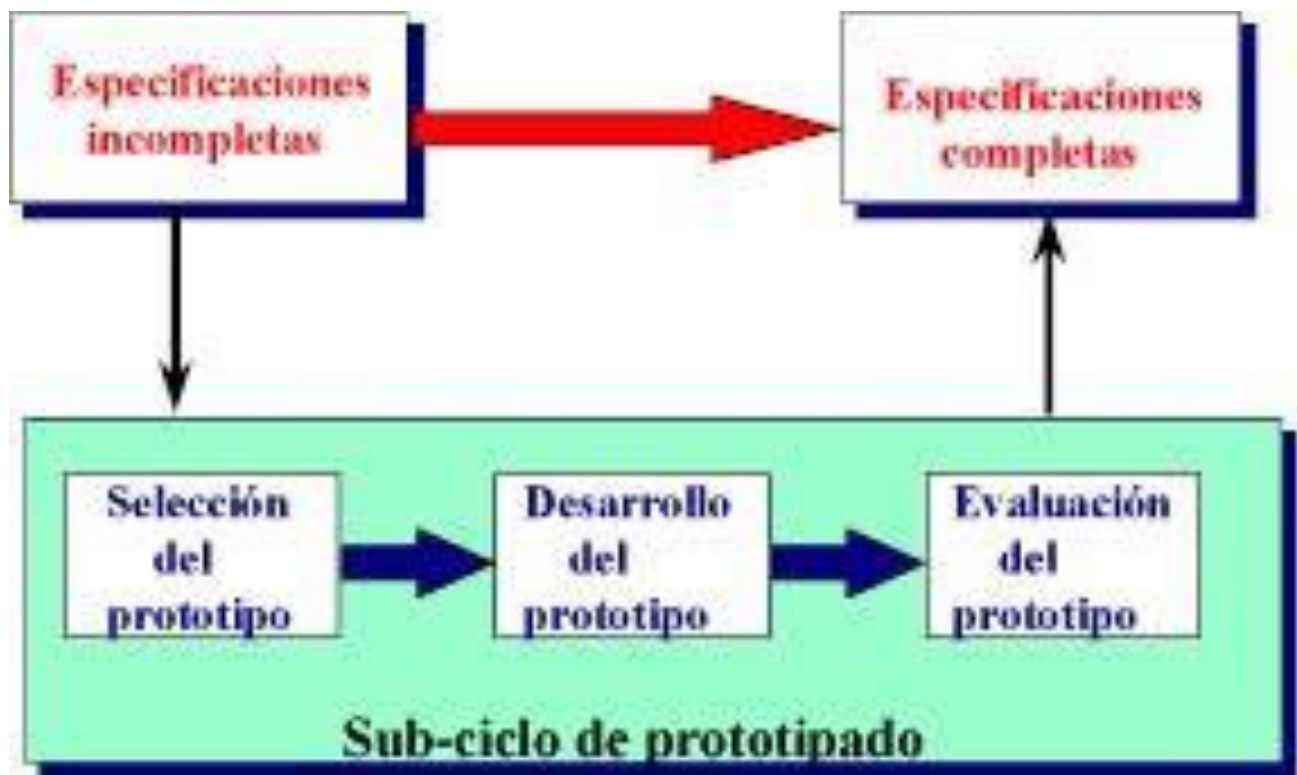 Especificaciones
incompletas
Especificaciones
completas
Selección
del
prototipo
Desarrollo
del
prototipo
Evaluación
del
prototipo
Sub-ciclo de prototipado